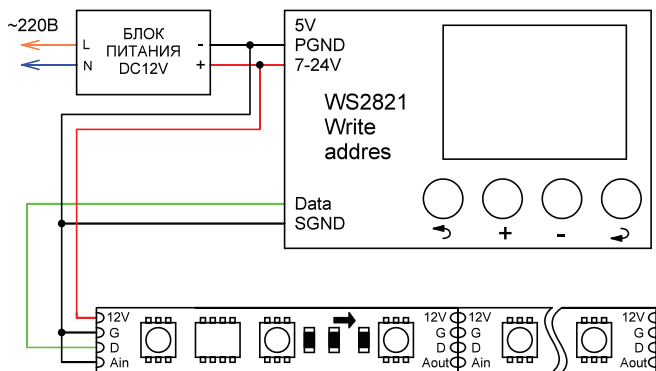 ~220В
L
N
БЛОК
ПИТАНИЯ
DC12V
-
+
5V
PGND
7-24V
WS2821
Write
addres
Data
SGND
+
-
12V
G
D
Ain
12V
G
D
Aout
12V
G
D
Ain
12V
G
D
Aout